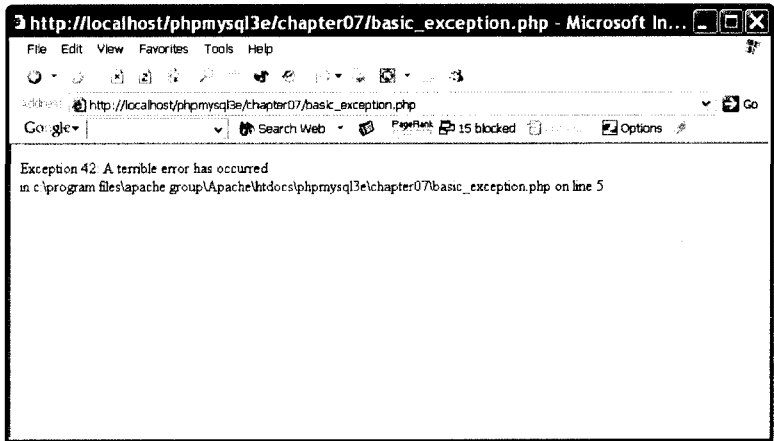 http://localhost/phpmysql3e/chapter07/basic_exception.php - Microsoft In...
File Edit View Favorites Tools Help
Address http://localhost/phpmysql3e/chapter07/basic_exception.php Go
Google Search Web PageRank 15 blocked Options
Exception 42: A terrible error has occurred
in c:\program files\apache group\Apache\htdocs\phpmysql3e\chapter07\basic_exception.php on line 5